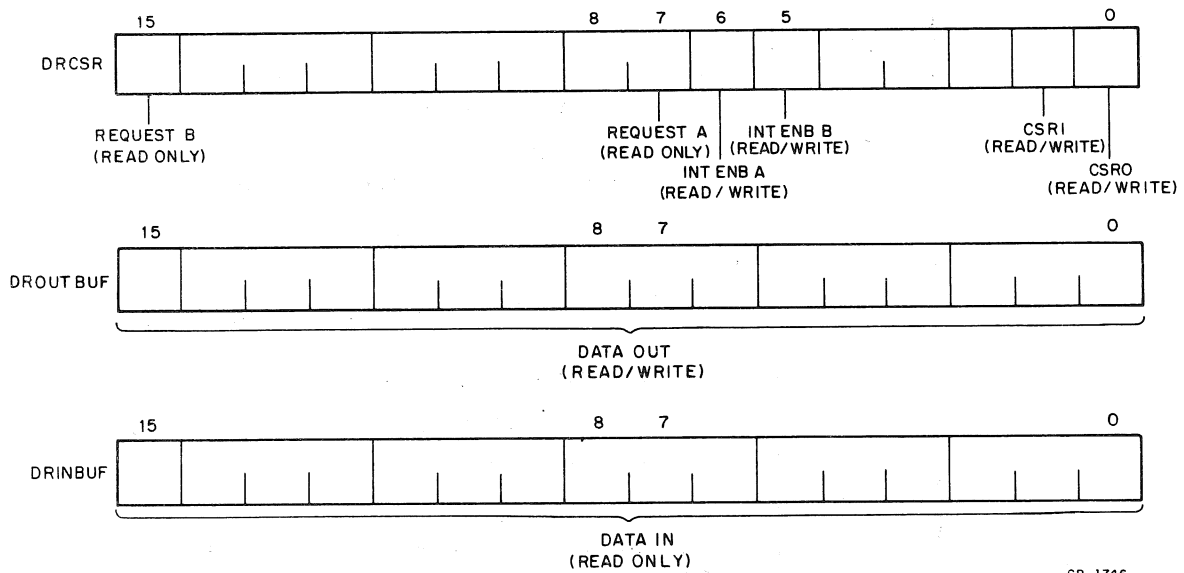 15 8 7 6 5 0
DRCSR
REQUEST B
(READ ONLY)
REQUEST A
(READ ONLY)
INT ENB A
(READ / WRITE)
INT ENB B
(READ/WRITE)
CSR1
(READ/WRITE)
CSR0
(READ/WRITE)
15 8 7 0
DROUTBUF
DATA OUT
(READ/WRITE)
15 8 7 0
DRINBUF
DATA IN
(READ ONLY)